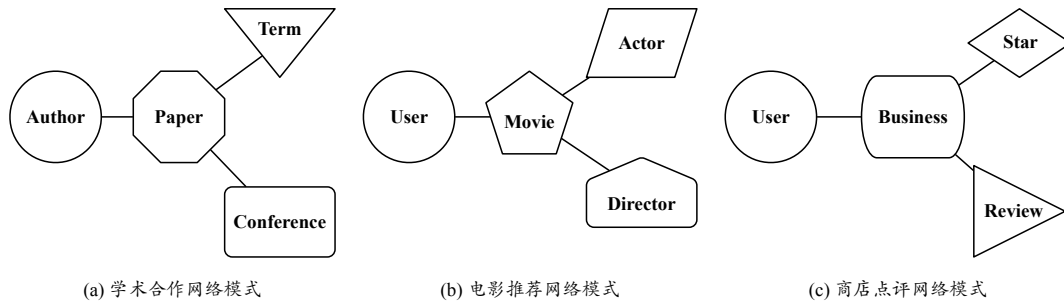 Term
Author
Paper
Conference
(a) 学术合作网络模式
Actor
User
Movie
Director
(b) 电影推荐网络模式
Star
User
Business
Review
(c) 商店点评网络模式